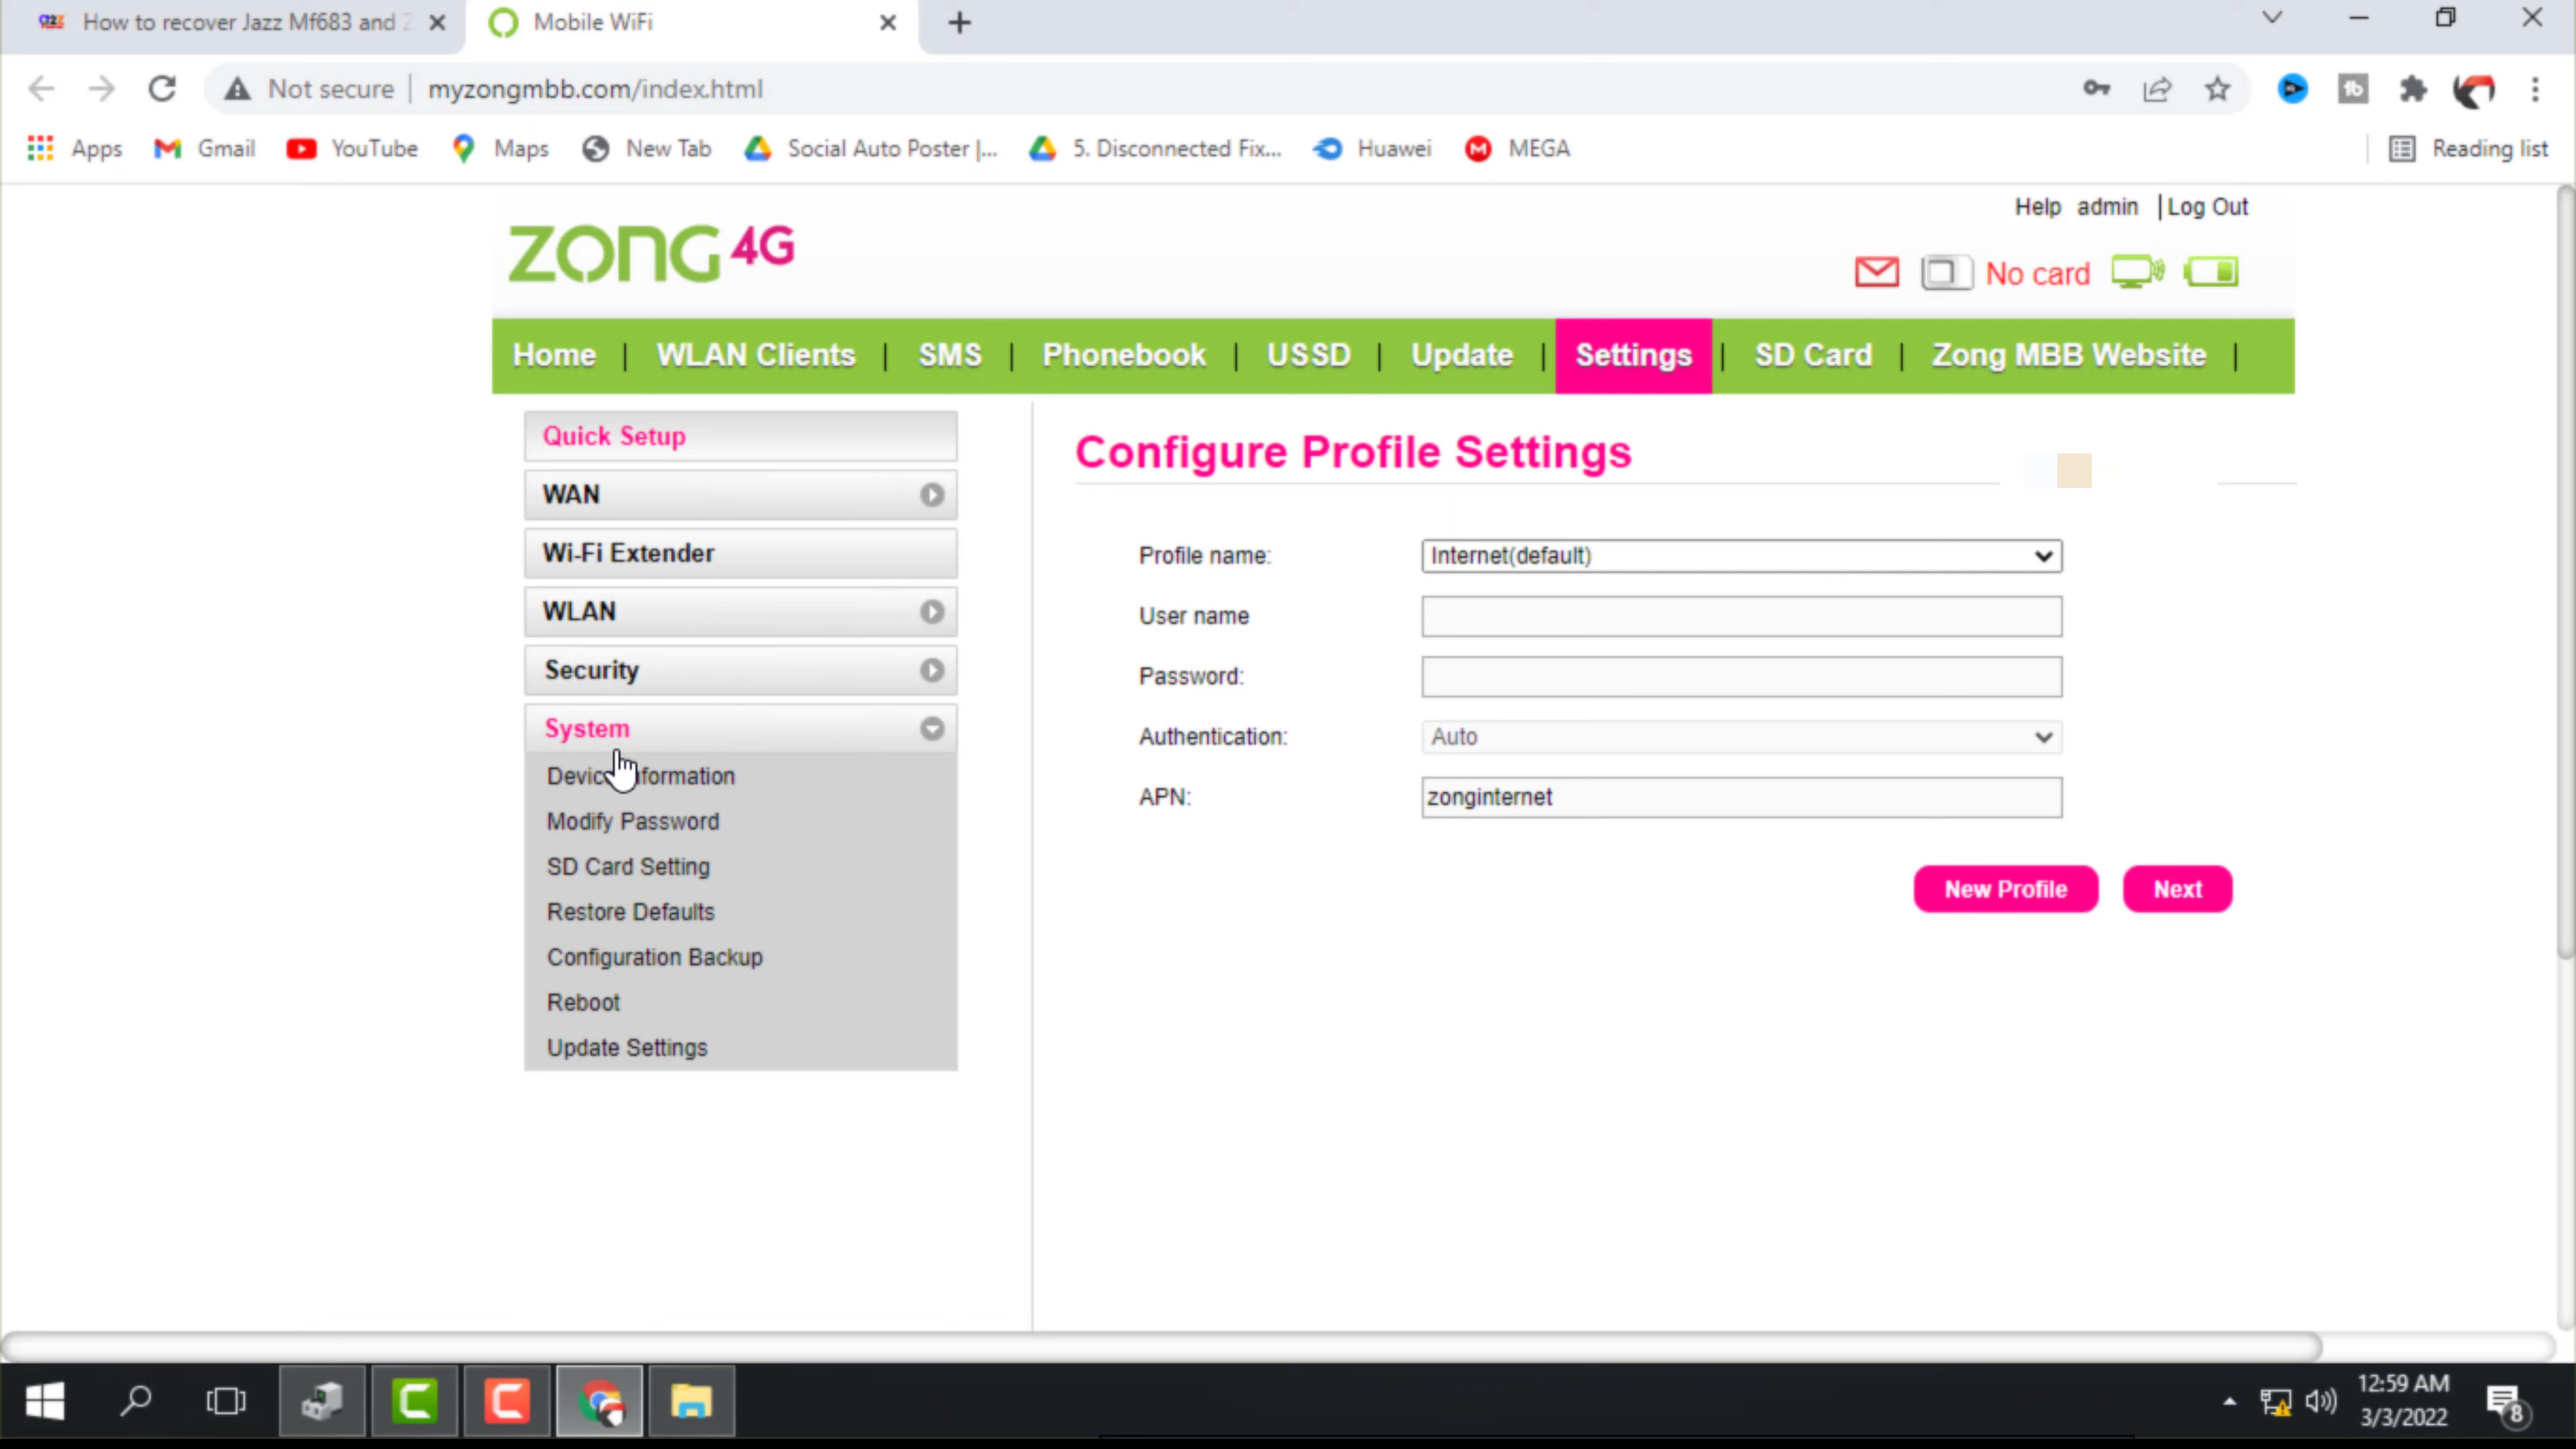 How to recover Jazz Mf683 and Z
Mobile WiFi
Not secure | myzongmbb.com/index.html
Apps Gmail YouTube Maps New Tab Social Auto Poster |... 5. Disconnected Fix... Huawei MEGA Reading list
Help admin | Log Out
ZONG 4G
No card
Home | WLAN Clients | SMS | Phonebook | USSD | Update | Settings | SD Card | Zong MBB Website |
Quick Setup
WAN
Wi-Fi Extender
WLAN
Security
System
Device Information
Modify Password
SD Card Setting
Restore Defaults
Configuration Backup
Reboot
Update Settings
Configure Profile Settings
Profile name: Internet(default)
User name
Password:
Authentication: Auto
APN: zonginternet
New Profile Next
12:59 AM
3/3/2022
8